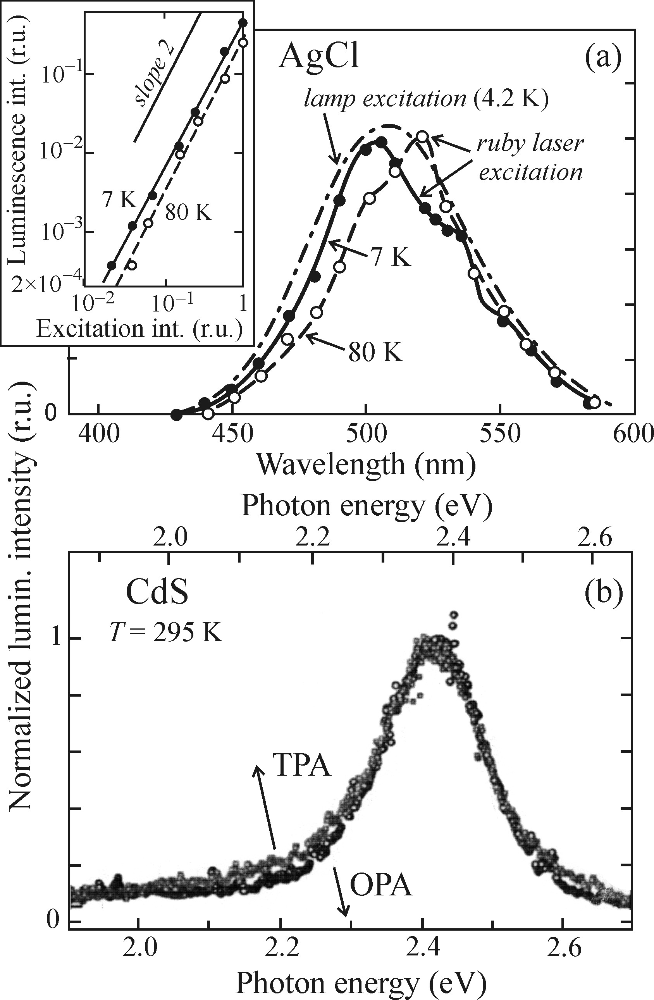 AgCl
(a)
lamp excitation (4.2 K)
ruby laser
excitation
7 K
80 K
Luminescence int. (r.u.)
10⁻¹
10⁻²
10⁻³
2×10⁻⁴
slope 2
7 K
80 K
10⁻² 10⁻¹ 1
Excitation int. (r.u.)
0
400 450 500 550 600
Wavelength (nm)
Normalized lumin. intensity (r.u.)
Photon energy (eV)
2.0 2.2 2.4 2.6
CdS
(b)
T = 295 K
1
TPA
OPA
0
2.0 2.2 2.4 2.6
Photon energy (eV)